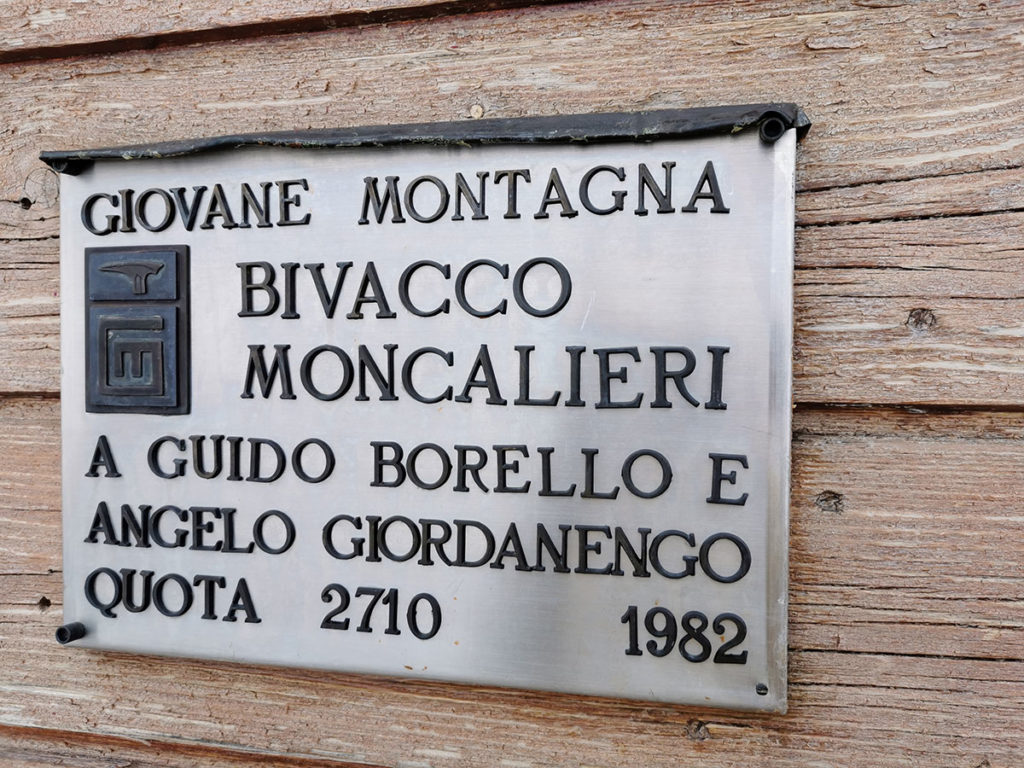 GIOVANE MONTAGNA
BIVACCO
MONCALIERI
A GUIDO BORELLO E
ANGELO GIORDANENGO
QUOTA 2710 1982